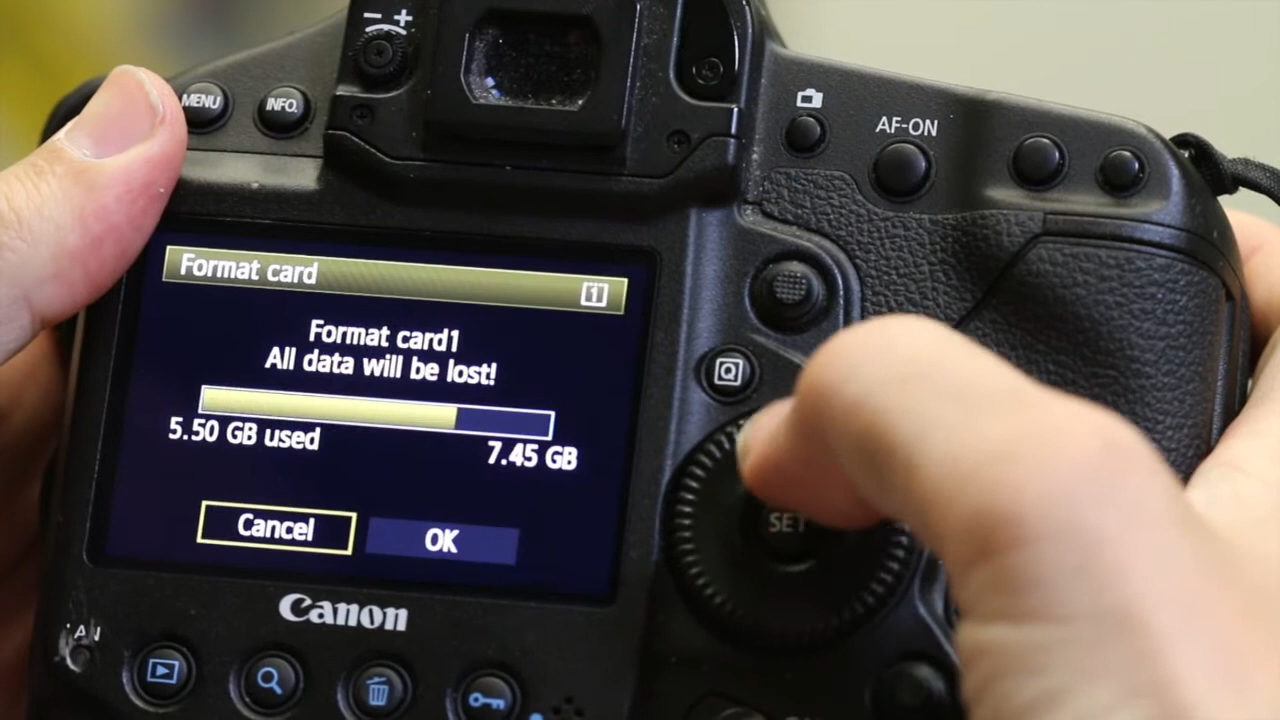 − +
MENU
INFO.
AF-ON
Format card
1
Format card1
All data will be lost!
Q
5.50 GB used
7.45 GB
SET
Cancel
OK
Canon